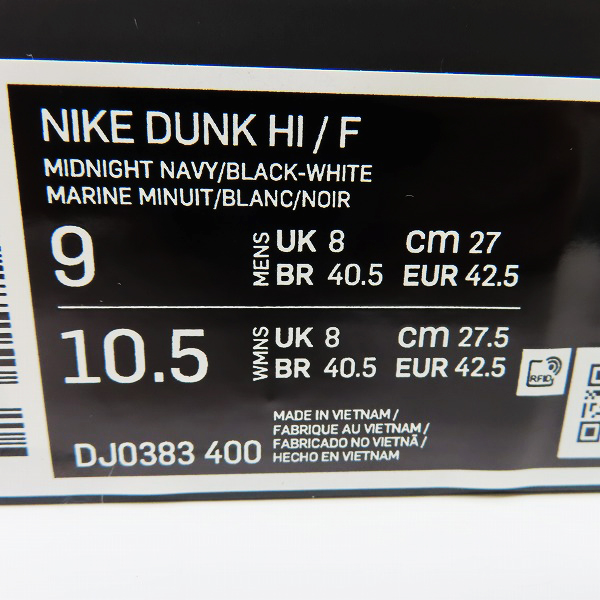 NIKE DUNK HI / F
MIDNIGHT NAVY/BLACK-WHITE
MARINE MINUIT/BLANC/NOIR
9 MENS UK 8 cm 27
BR 40.5 EUR 42.5
10.5 WMNS UK 8 cm 27.5
BR 40.5 EUR 42.5
RFID
MADE IN VIETNAM /
FABRIQUE AU VIETNAM /
DJ0383 400 FABRICADO NO VIETNÃ /
HECHO EN VIETNAM